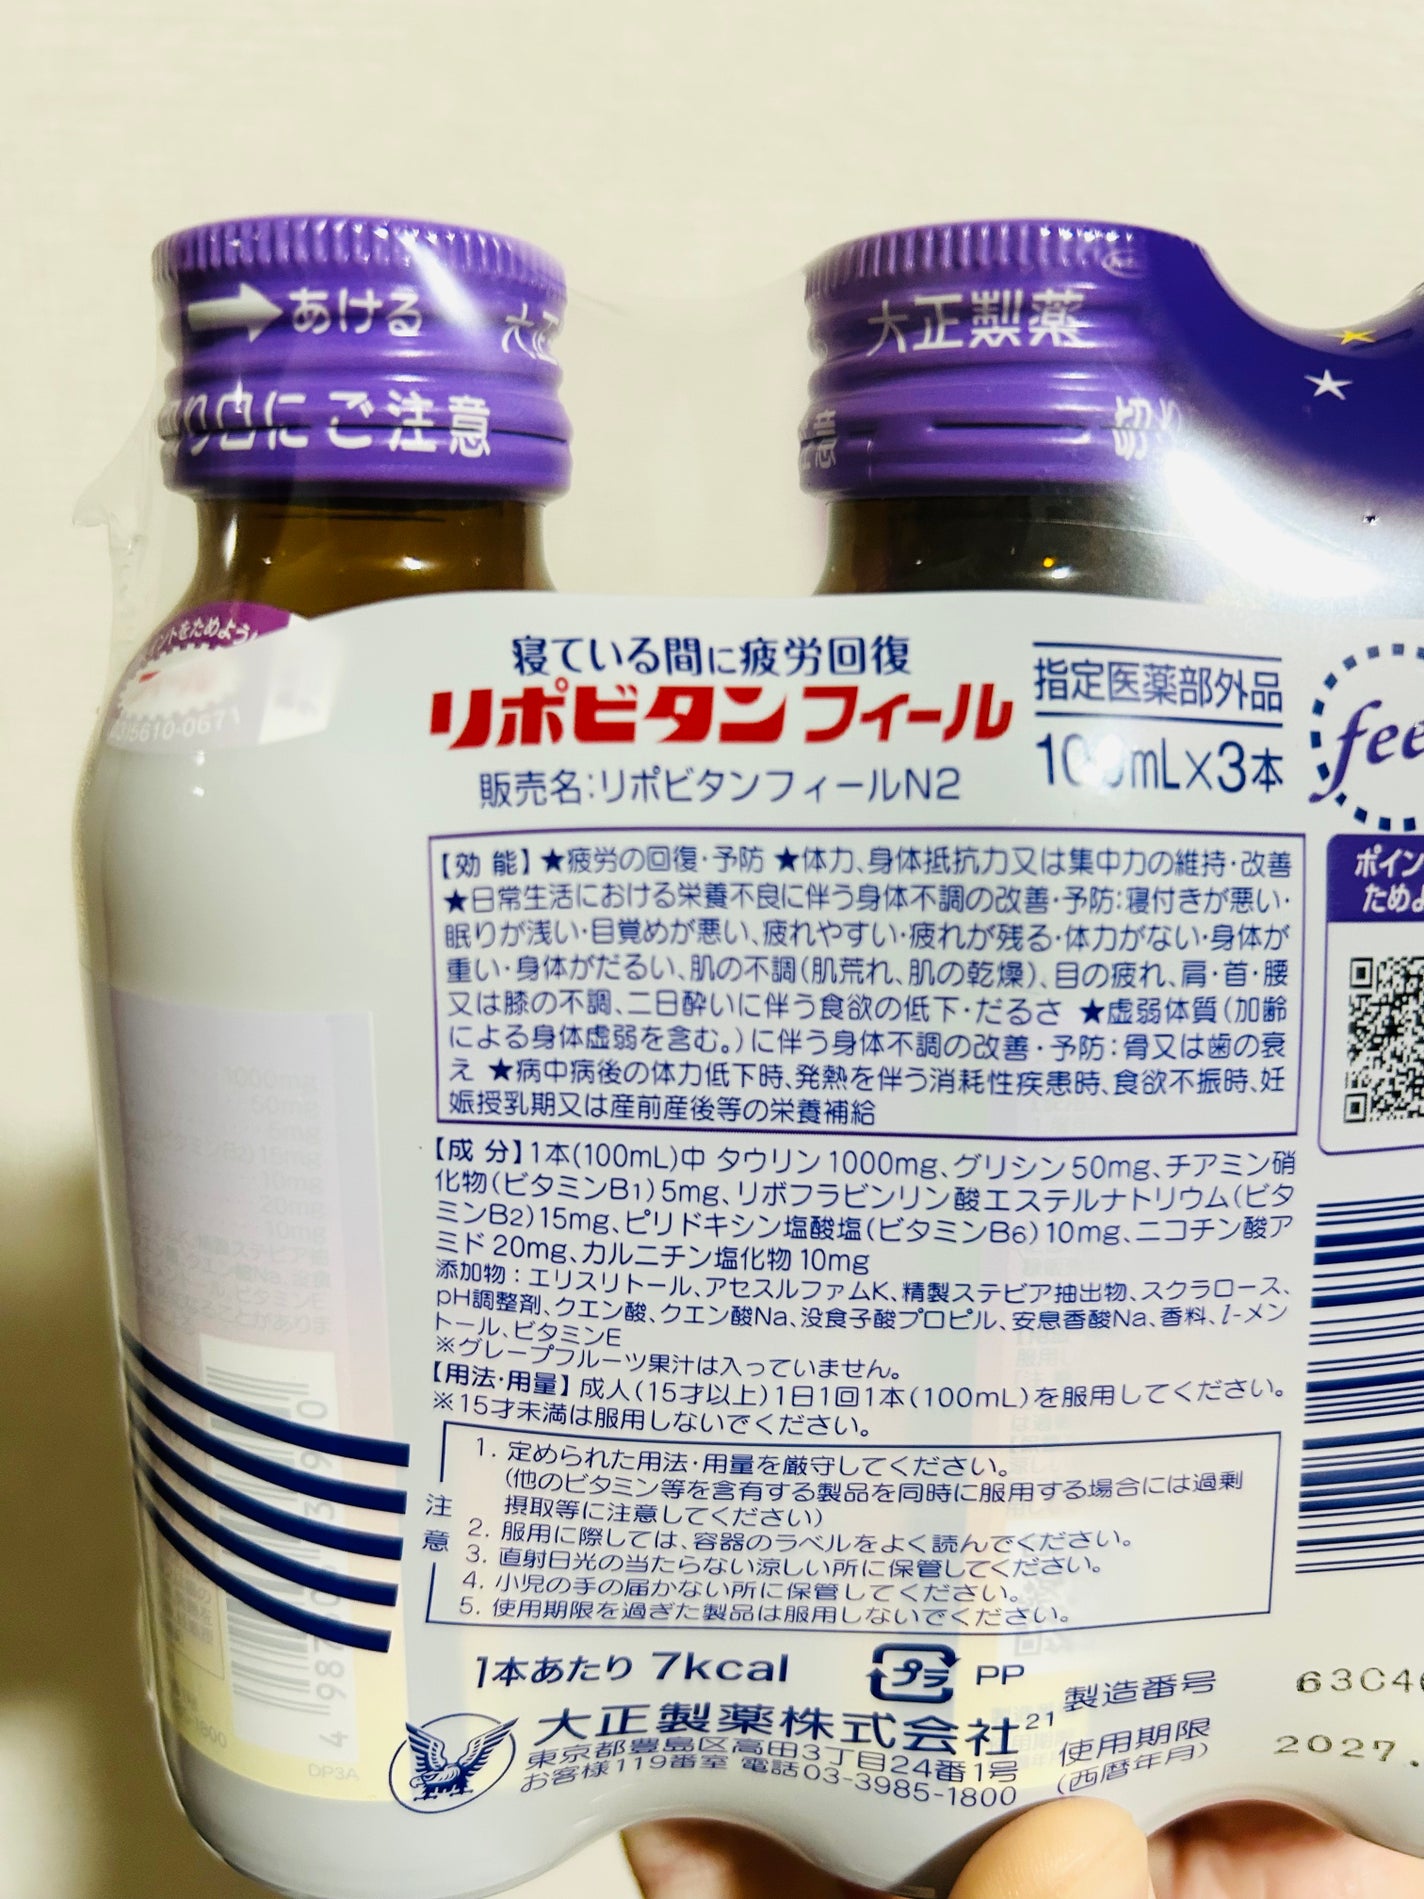 あける
大正
切り口にご注意
大正製薬
ントをためよう!
寝ている間に疲労回復
リポビタンフィール
販売名:リポビタンフィールN2
指定医薬部外品
100mL×3本
fee
ポイン
ためよ
【効 能】★疲労の回復・予防 ★体力、身体抵抗力又は集中力の維持・改善
★日常生活における栄養不良に伴う身体不調の改善・予防:寝付きが悪い・
眠りが浅い・目覚めが悪い、疲れやすい・疲れが残る・体力がない・身体が
重い・身体がだるい、肌の不調(肌荒れ、肌の乾燥)、目の疲れ、肩・首・腰
又は膝の不調、二日酔いに伴う食欲の低下・だるさ ★虚弱体質(加齢
による身体虚弱を含む。)に伴う身体不調の改善・予防:骨又は歯の衰
え ★病中病後の体力低下時、発熱を伴う消耗性疾患時、食欲不振時、妊
娠授乳期又は産前産後等の栄養補給
【成 分】1本(100mL)中 タウリン1000mg、グリシン50mg、チアミン硝
化物(ビタミンB1)5mg、リボフラビンリン酸エステルナトリウム(ビタ
ミンB2)15mg、ピリドキシン塩酸塩(ビタミンB6)10mg、ニコチン酸ア
ミド20mg、カルニチン塩化物10mg
添加物:エリスリトール、アセスルファムK、精製ステビア抽出物、スクラロース、
pH調整剤、クエン酸、クエン酸Na、没食子酸プロピル、安息香酸Na、香料、l-メン
トール、ビタミンE
※グレープフルーツ果汁は入っていません。
【用法・用量】成人(15才以上)1日1回1本(100mL)を服用してください。
※15才未満は服用しないでください。
注意
1. 定められた用法・用量を厳守してください。
(他のビタミン等を含有する製品を同時に服用する場合には過剰
摂取等に注意してください)
2. 服用に際しては、容器のラベルをよく読んでください。
3. 直射日光の当たらない涼しい所に保管してください。
4. 小児の手の届かない所に保管してください。
5. 使用期限を過ぎた製品は服用しないでください。
1本あたり 7kcal
プラ PP
大正製薬株式会社21
東京都豊島区高田3丁目24番1号
お客様119番室 電話03-3985-1800
製造番号
63C4
使用期限
(西暦年月)
2027.
DP3A